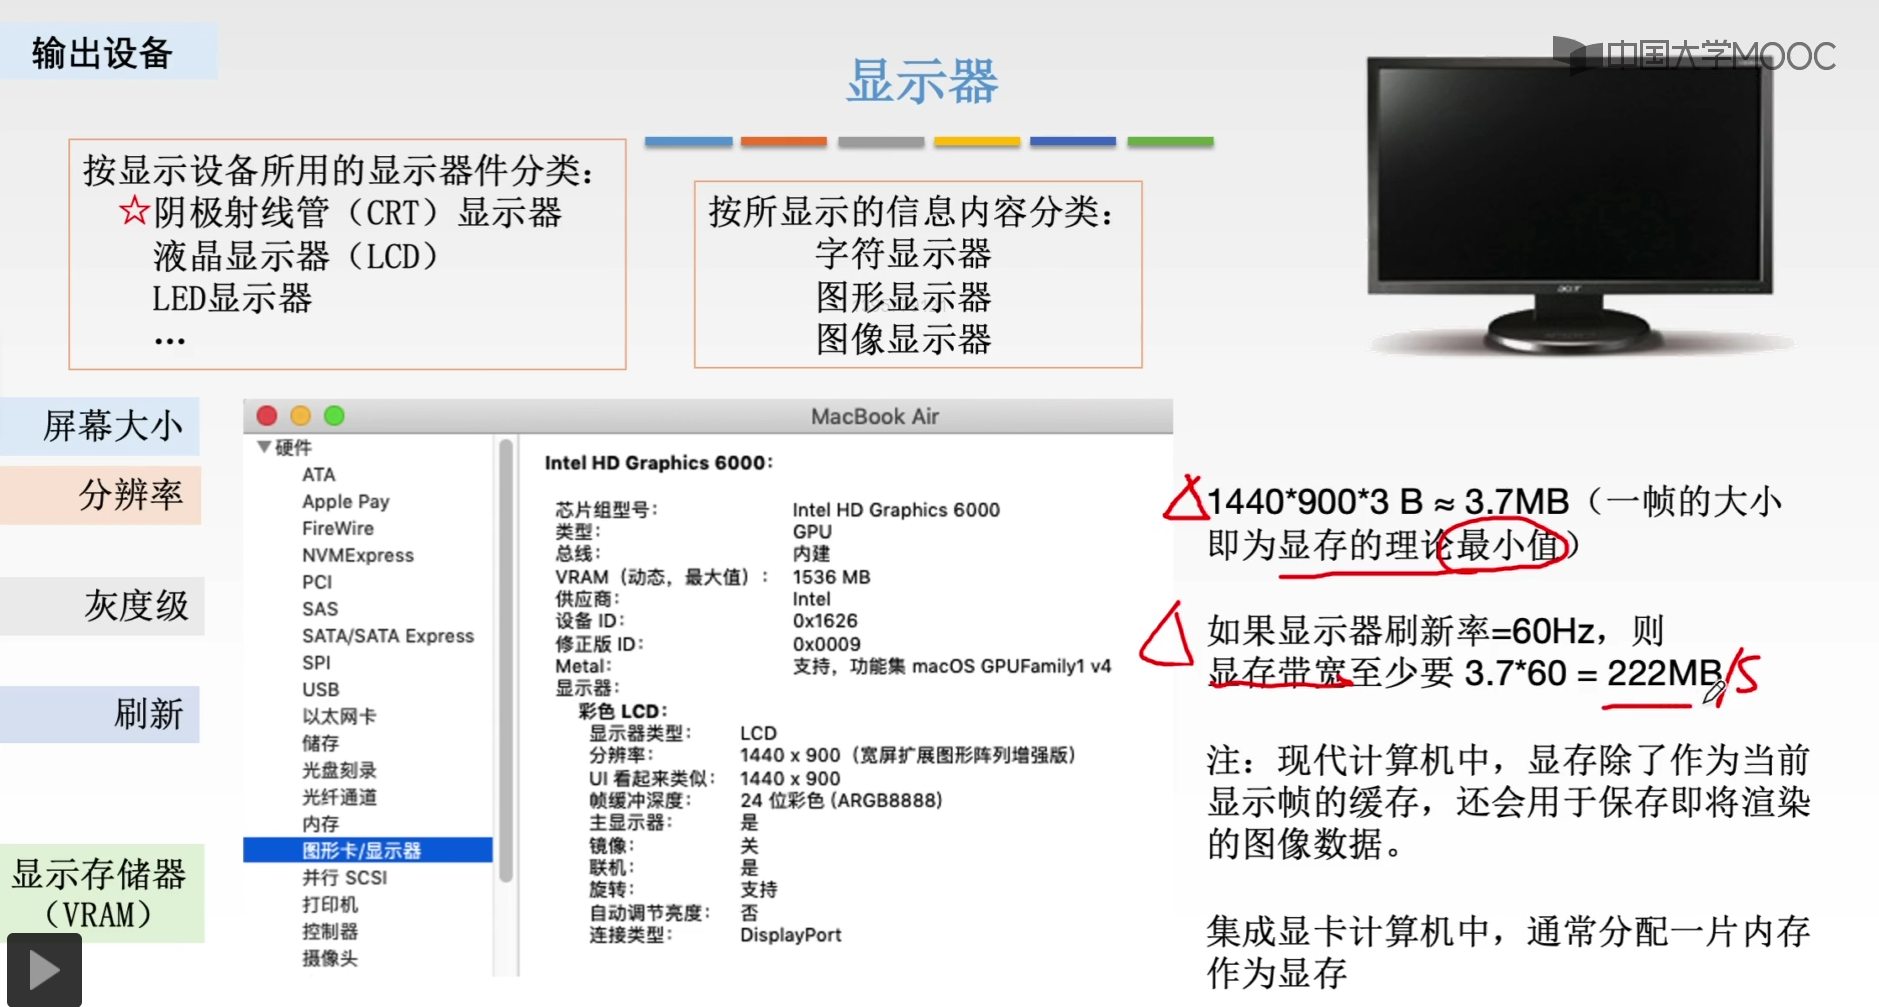 输出设备
中国大学MOOC
显示器
按显示设备所用的显示器件分类：
☆阴极射线管（CRT）显示器
液晶显示器（LCD）
LED显示器
...
按所显示的信息内容分类：
字符显示器
图形显示器
图像显示器
acer
屏幕大小
分辨率
灰度级
刷新
显示存储器
（VRAM）
MacBook Air
硬件
ATA
Apple Pay
FireWire
NVMExpress
PCI
SAS
SATA/SATA Express
SPI
USB
以太网卡
储存
光盘刻录
光纤通道
内存
图形卡/显示器
并行 SCSI
打印机
控制器
摄像头
Intel HD Graphics 6000：
芯片组型号： Intel HD Graphics 6000
类型： GPU
总线： 内建
VRAM（动态，最大值）： 1536 MB
供应商： Intel
设备 ID： 0x1626
修正版 ID： 0x0009
Metal： 支持，功能集 macOS GPUFamily1 v4
显示器：
彩色 LCD：
显示器类型： LCD
分辨率： 1440 x 900（宽屏扩展图形阵列增强版）
UI 看起来类似： 1440 x 900
帧缓冲深度： 24 位彩色 (ARGB8888)
主显示器： 是
镜像： 关
联机： 是
旋转： 支持
自动调节亮度： 否
连接类型： DisplayPort
1440*900*3 B ≈ 3.7MB（一帧的大小
即为显存的理论最小值）
如果显示器刷新率=60Hz，则
显存带宽至少要 3.7*60 = 222MB/S
注：现代计算机中，显存除了作为当前
显示帧的缓存，还会用于保存即将渲染
的图像数据。
集成显卡计算机中，通常分配一片内存
作为显存